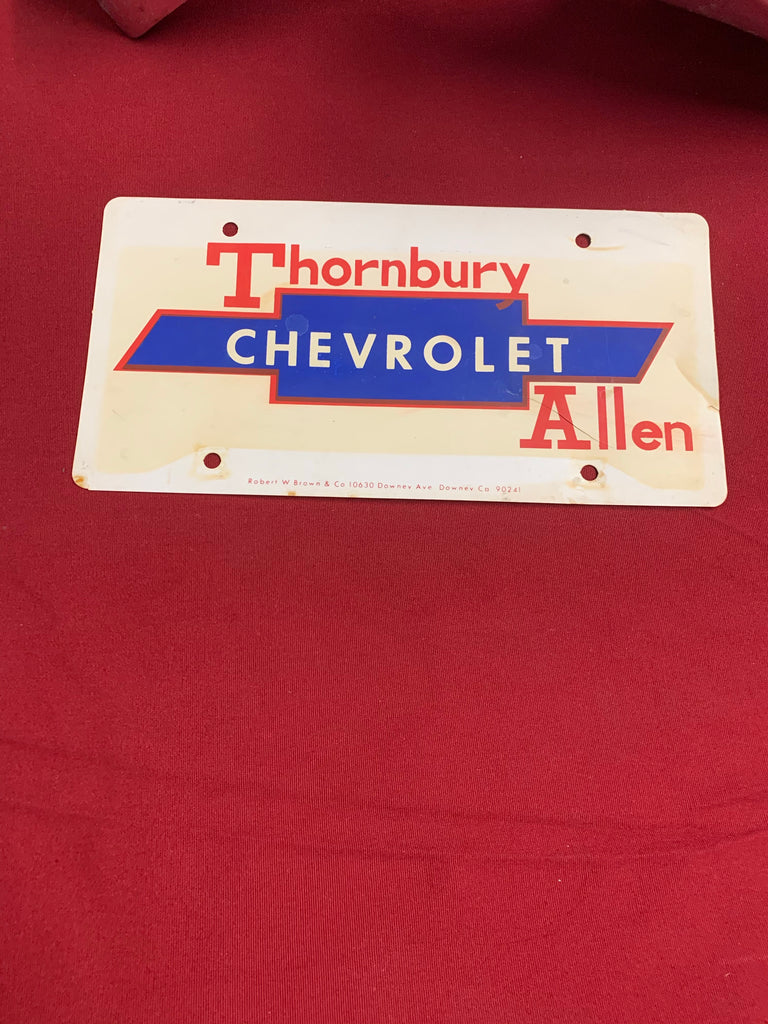 Thornbury
CHEVROLET
Allen
Robert W Brown & Co 10630 Downey Ave Downey Ca 90241